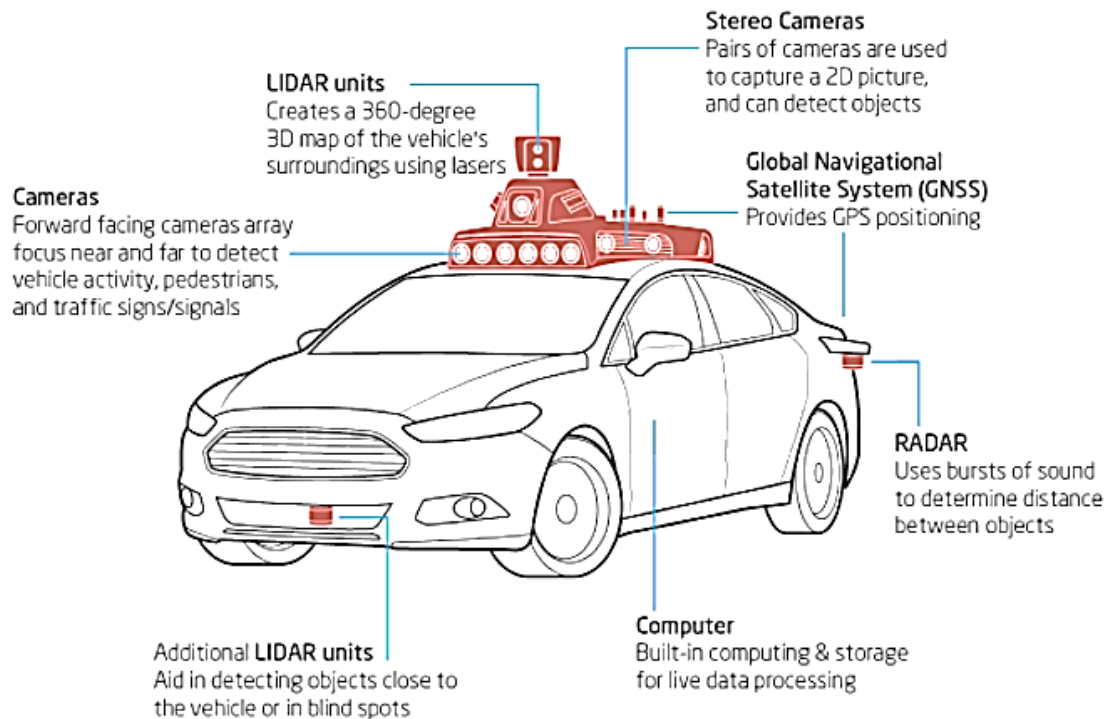 Stereo Cameras
Pairs of cameras are used
to capture a 2D picture,
and can detect objects
LIDAR units
Creates a 360-degree
3D map of the vehicle's
surroundings using lasers
Global Navigational
Satellite System (GNSS)
Provides GPS positioning
Cameras
Forward facing cameras array
focus near and far to detect
vehicle activity, pedestrians,
and traffic signs/signals
RADAR
Uses bursts of sound
to determine distance
between objects
Computer
Built-in computing & storage
for live data processing
Additional LIDAR units
Aid in detecting objects close to
the vehicle or in blind spots